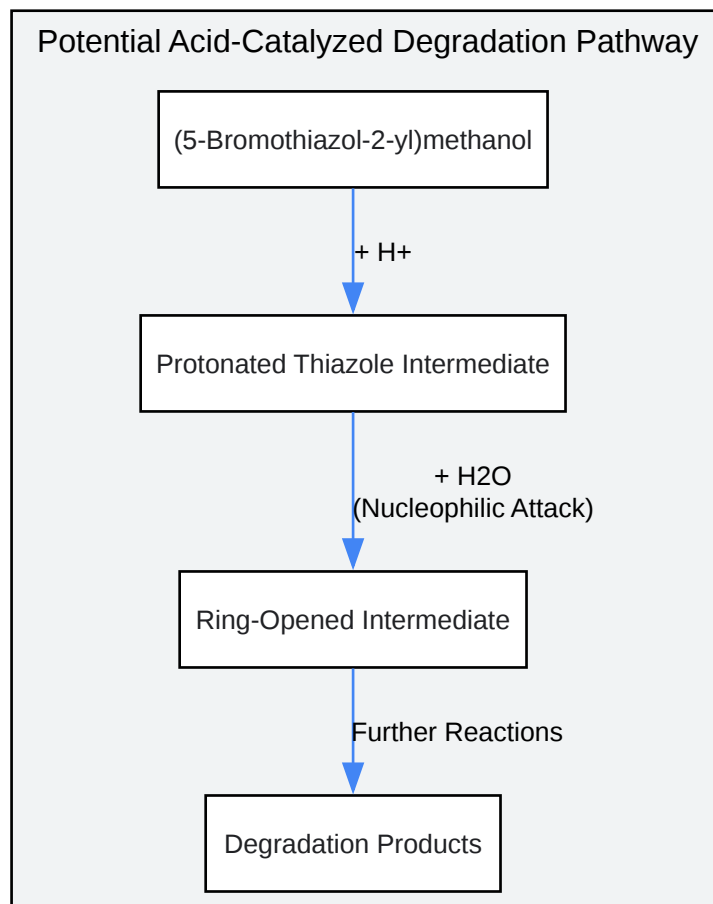 Potential Acid-Catalyzed Degradation Pathway
(5-Bromothiazol-2-yl)methanol
+ H+
Protonated Thiazole Intermediate
+ H2O
(Nucleophilic Attack)
Ring-Opened Intermediate
Further Reactions
Degradation Products